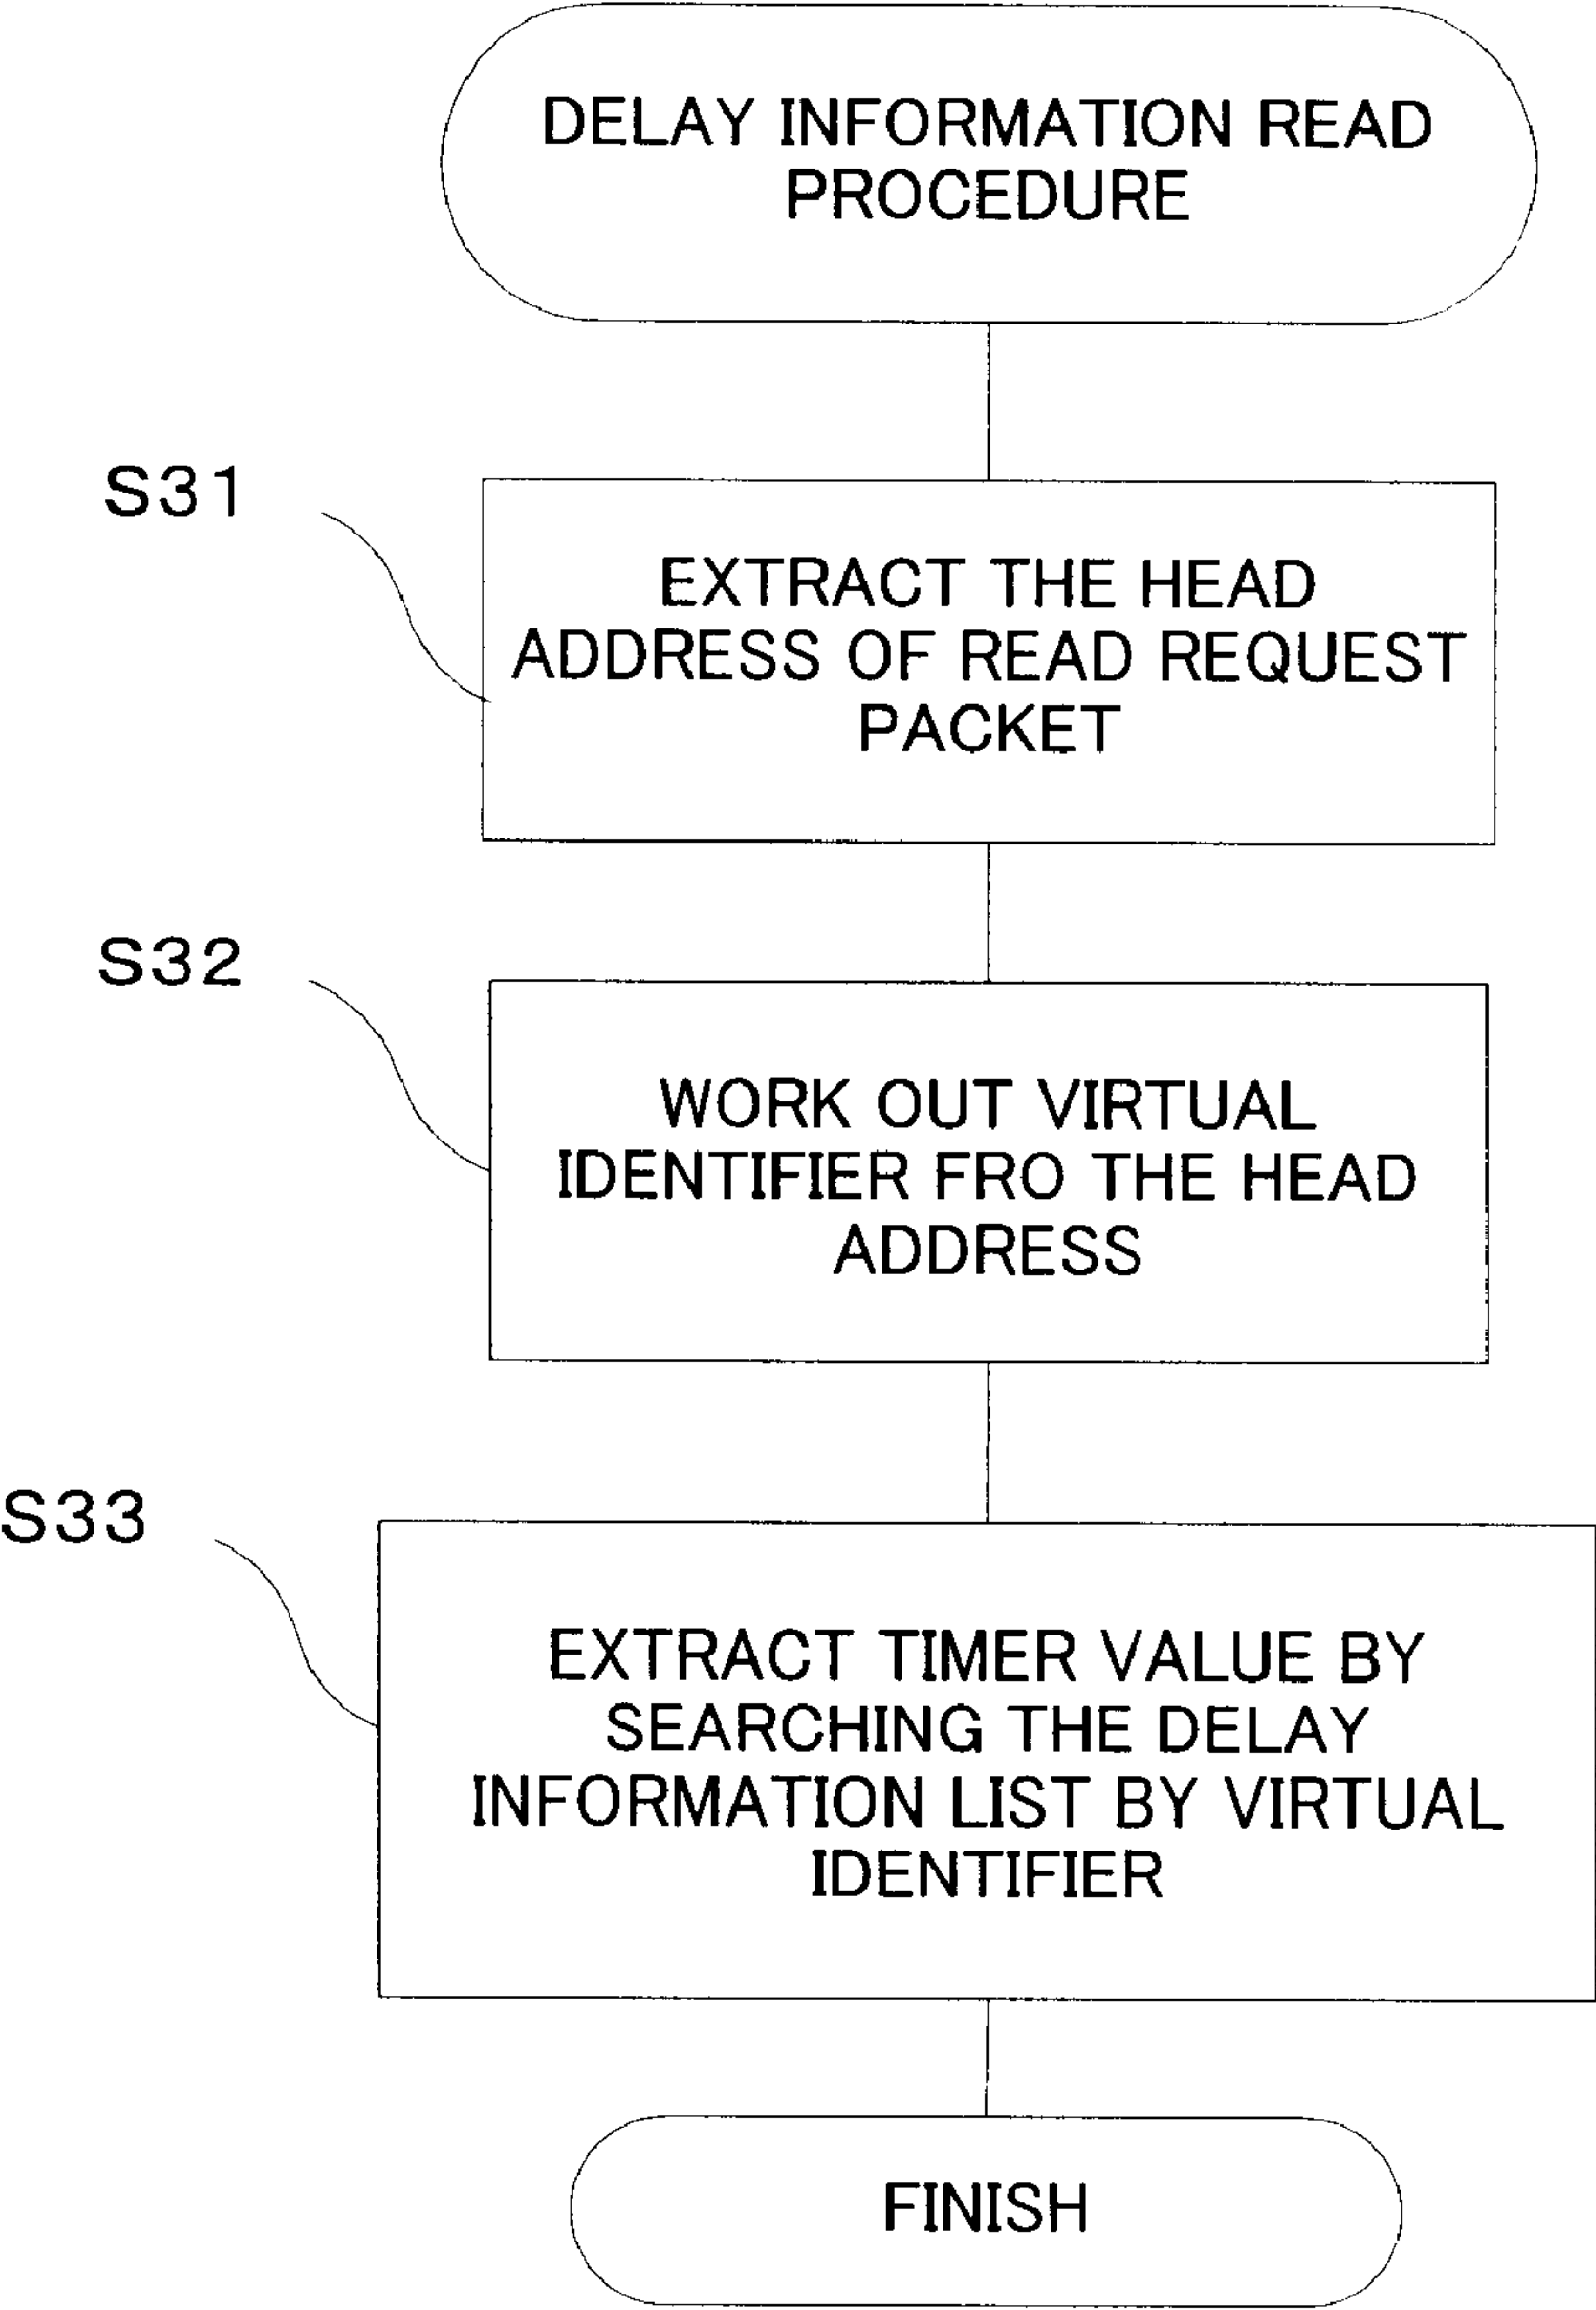 DELAY INFORMATION READ
PROCEDURE
S31
EXTRACT THE HEAD
ADDRESS OF READ REQUEST
PACKET
S32
WORK OUT VIRTUAL
IDENTIFIER FRO THE HEAD
ADDRESS
S33
EXTRACT TIMER VALUE BY
SEARCHING THE DELAY
INFORMATION LIST BY VIRTUAL
IDENTIFIER
FINISH